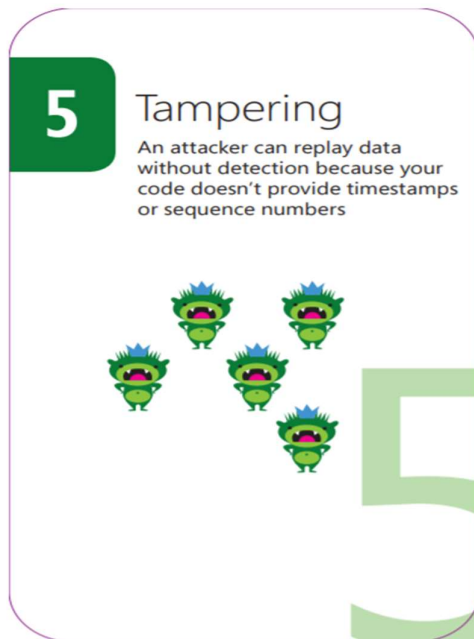 5
Tampering
An attacker can replay data
without detection because your
code doesn't provide timestamps
or sequence numbers
5